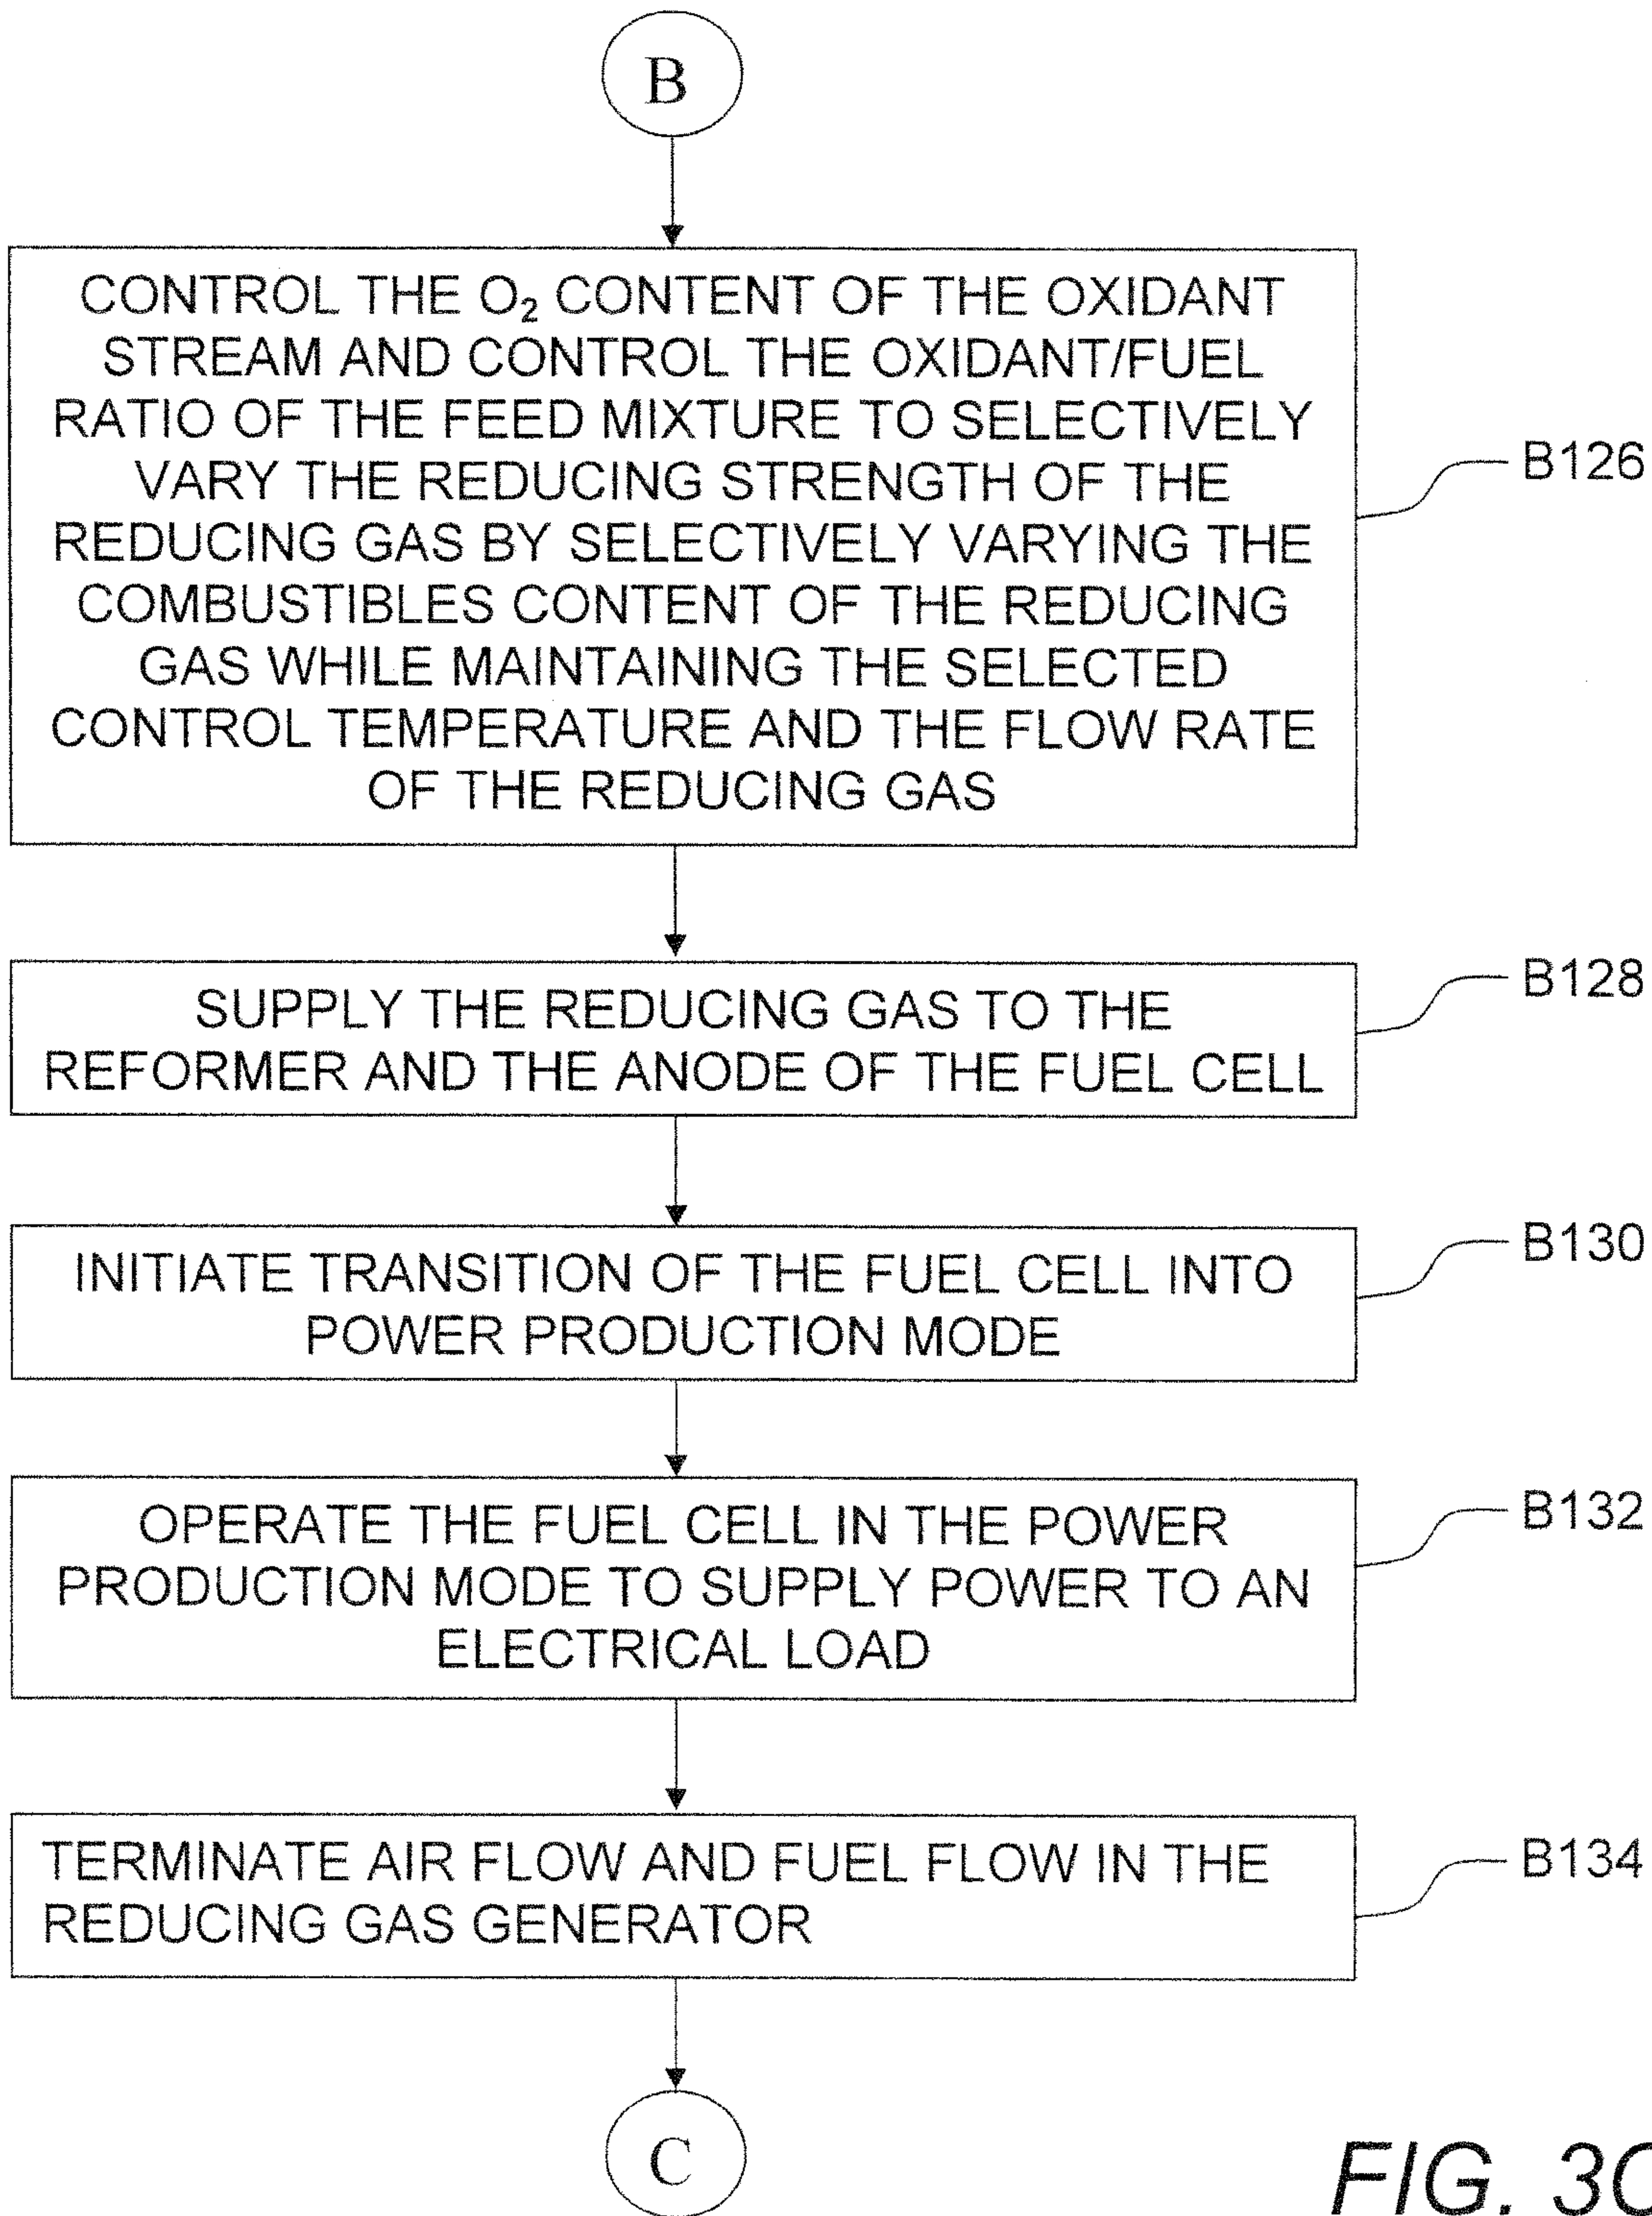 B
CONTROL THE O₂ CONTENT OF THE OXIDANT
STREAM AND CONTROL THE OXIDANT/FUEL
RATIO OF THE FEED MIXTURE TO SELECTIVELY
VARY THE REDUCING STRENGTH OF THE
REDUCING GAS BY SELECTIVELY VARYING THE
COMBUSTIBLES CONTENT OF THE REDUCING
GAS WHILE MAINTAINING THE SELECTED
CONTROL TEMPERATURE AND THE FLOW RATE
OF THE REDUCING GAS
B126
SUPPLY THE REDUCING GAS TO THE
REFORMER AND THE ANODE OF THE FUEL CELL
B128
INITIATE TRANSITION OF THE FUEL CELL INTO
POWER PRODUCTION MODE
B130
OPERATE THE FUEL CELL IN THE POWER
PRODUCTION MODE TO SUPPLY POWER TO AN
ELECTRICAL LOAD
B132
TERMINATE AIR FLOW AND FUEL FLOW IN THE
REDUCING GAS GENERATOR
B134
C
FIG. 3C